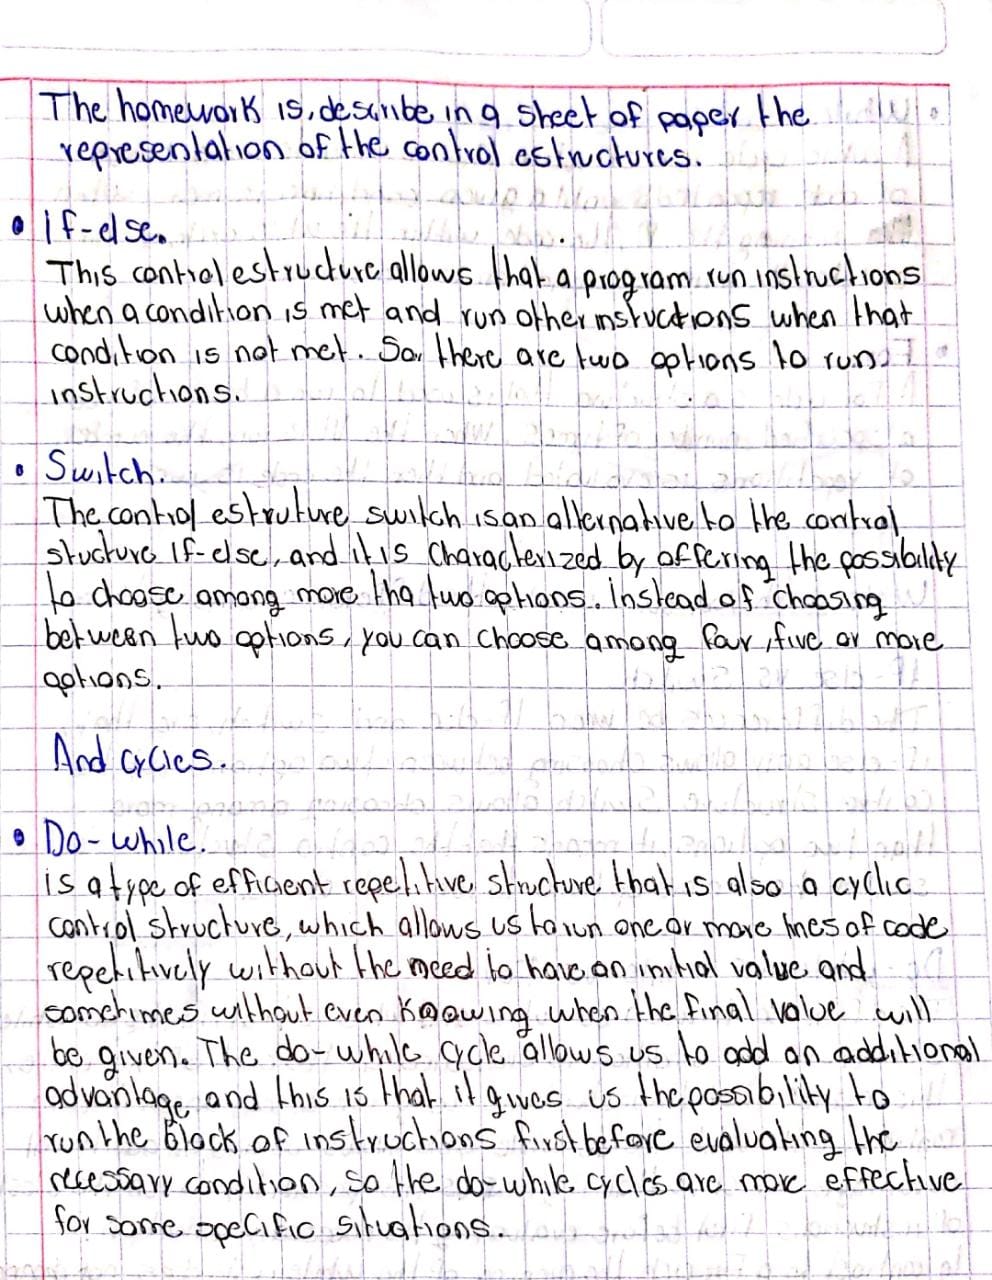 The homework is, describe in a sheet of paper the
representation of the control estructures.
• If-else.
This control estructure allows that a program run instructions
when a condition is met and run other instuctions when that
condition is not met. So, there are two options to run
instructions.
• Switch.
The control estruture switch is an alternative to the control
stucture If-else, and it is characterized by offering the possibility
to choose among more tha two options. Instead of choosing
between two options, you can choose among four, five or more
options.
And cycles.
• Do-while.
is a type of efficient repetitive structure that is also a cyclic
control structure, which allows us to run one or more lines of code
repetitively without the need to have an initial value and
sometimes without even knowing when the final value will
be given. The do-while cycle allows us to add an additional
advantage and this is that it gives us the possibility to
run the block of instructions first before evaluating the
necessary condition, so the do-while cycles are more effective
for some specific situations.